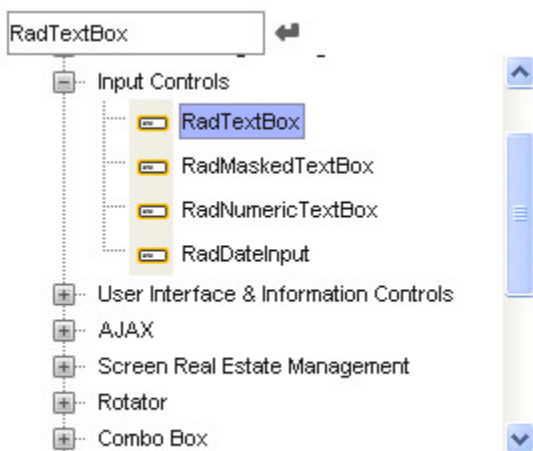 RadTextBox
Input Controls
RadTextBox
RadMaskedTextBox
RadNumericTextBox
RadDateInput
User Interface & Information Controls
AJAX
Screen Real Estate Management
Rotator
Combo Box